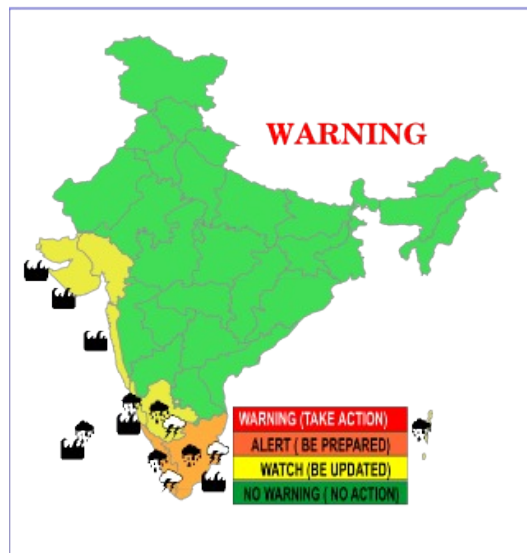 WARNING
WARNING (TAKE ACTION)
ALERT ( BE PREPARED)
WATCH (BE UPDATED)
NO WARNING ( NO ACTION)